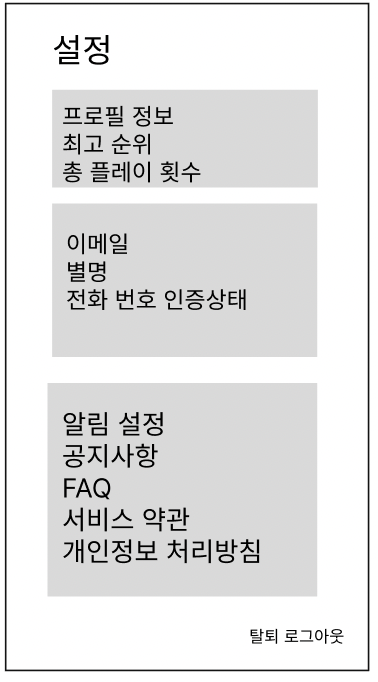 설정
프로필 정보
최고 순위
총 플레이 횟수
이메일
별명
전화 번호 인증상태
알림 설정
공지사항
FAQ
서비스 약관
개인정보 처리방침
탈퇴 로그아웃